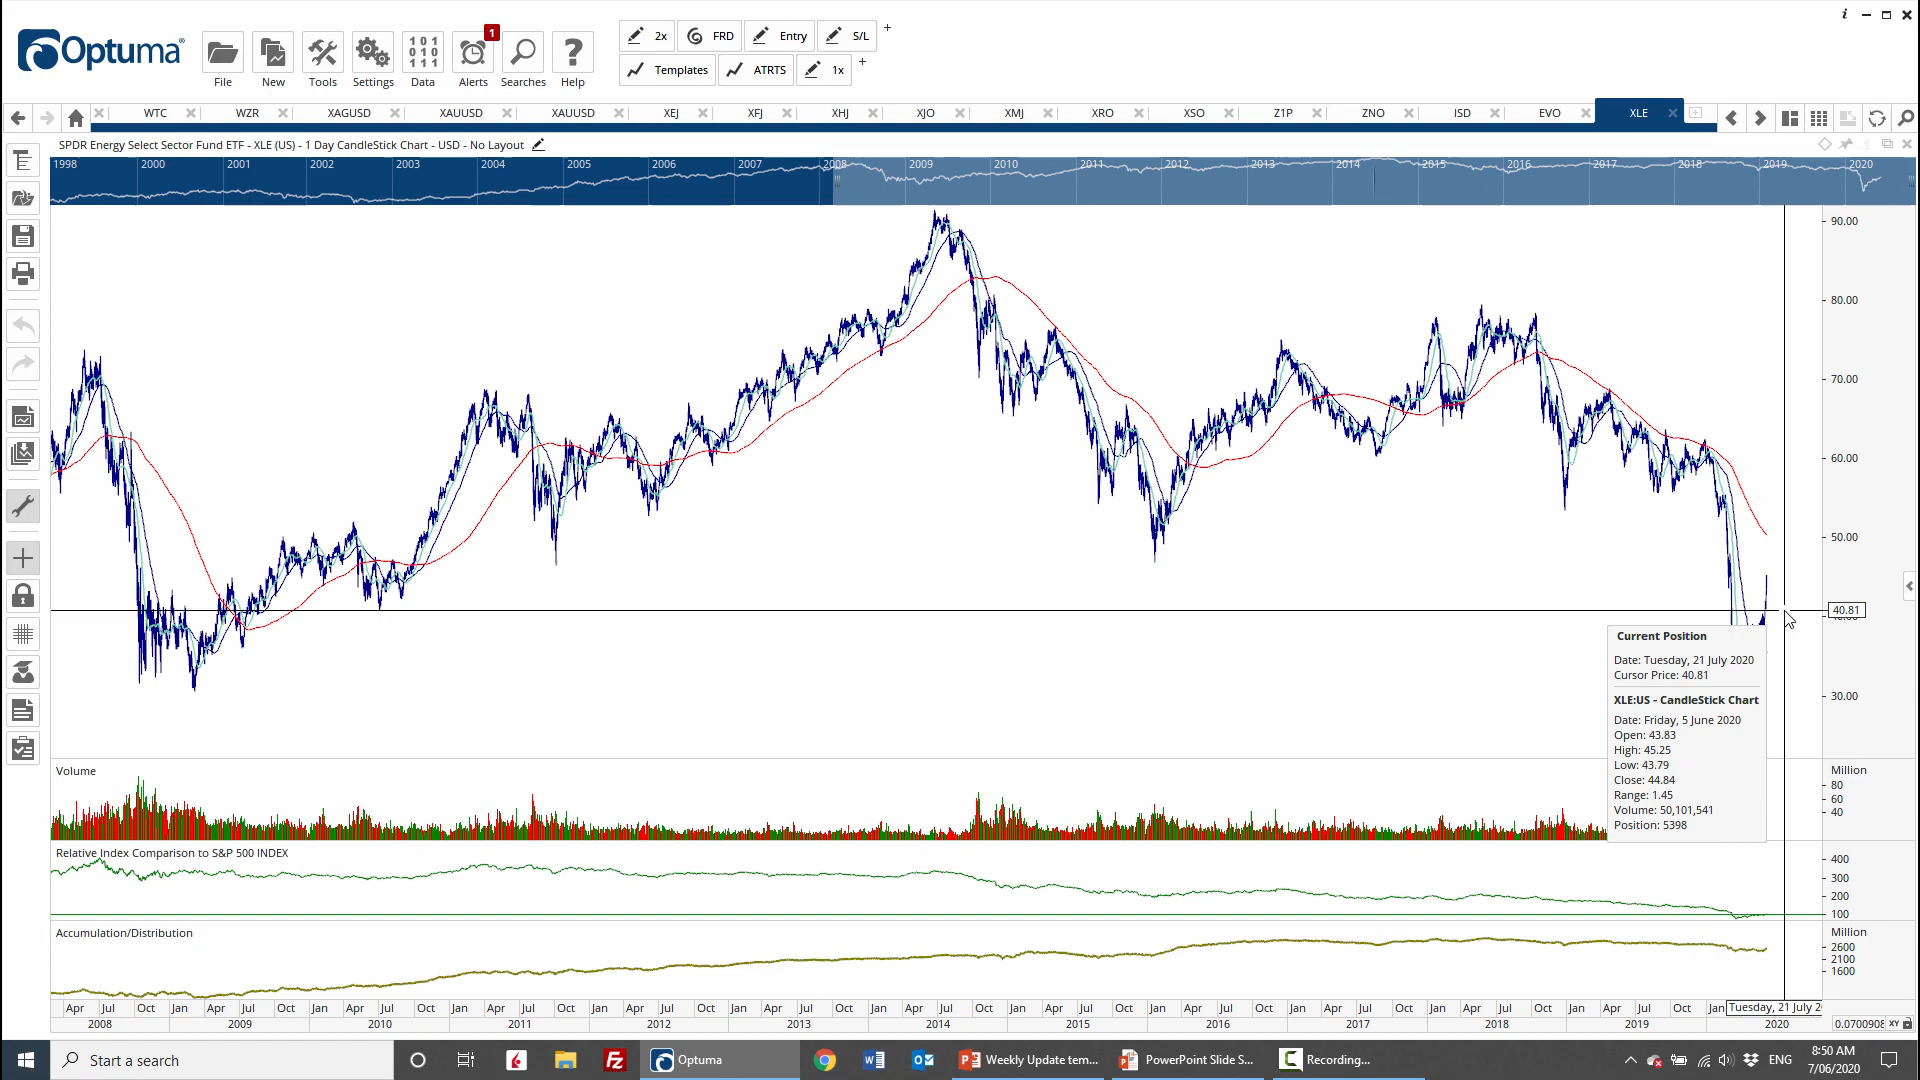 i
Optuma®
1
File New Tools Settings Data Alerts Searches Help
2x FRD Entry S/L +
Templates ATRTS 1x +
WTC WZR XAGUSD XAUUSD XAUUSD XEJ XFJ XHJ XJO XMJ XRO XSO Z1P ZNO ISD EVO XLE
SPDR Energy Select Sector Fund ETF - XLE (US) - 1 Day CandleStick Chart - USD - No Layout
1998 2000 2001 2002 2003 2004 2005 2006 2007 2008 2009 2010 2011 2012 2013 2014 2015 2016 2017 2018 2019 2020
90.00
80.00
70.00
60.00
50.00
40.81
30.00
Current Position
Date: Tuesday, 21 July 2020
Cursor Price: 40.81
XLE:US - CandleStick Chart
Date: Friday, 5 June 2020
Open: 43.83
High: 45.25
Low: 43.79
Close: 44.84
Range: 1.45
Volume: 50,101,541
Position: 5398
Volume
Million
80
60
40
Relative Index Comparison to S&P 500 INDEX
400
300
200
100
Accumulation/Distribution
Million
2600
2100
1600
Apr Jul Oct Jan Apr Jul Oct Jan Apr Jul Oct Jan Apr Jul Oct Jan Apr Jul Oct Jan Apr Jul Oct Jan Apr Jul Oct Jan Apr Jul Oct Jan Apr Jul Oct Jan Apr Jul Oct Jan Apr Jul Oct Jan Apr Jul Oct Jan Tuesday, 21 July 2
2008 2009 2010 2011 2012 2013 2014 2015 2016 2017 2018 2019 2020
0.0700908 XY
Start a search
Optuma
Weekly Update tem...
PowerPoint Slide S...
Recording...
ENG
8:50 AM
7/06/2020